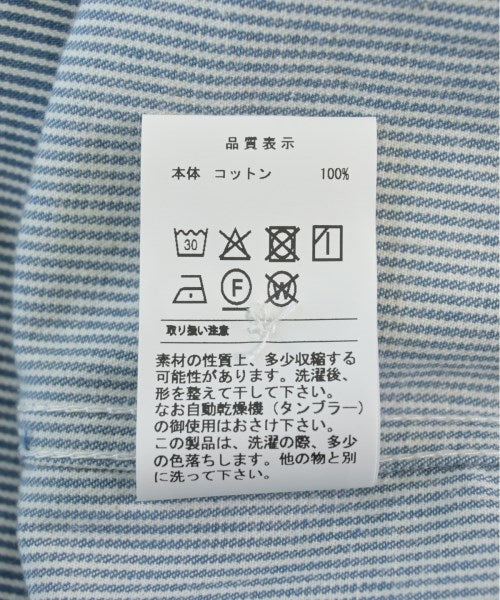 品質表示
本体 コットン 100%
30
F W
取り扱い注意
素材の性質上、多少収縮する
可能性があります。洗濯後、
形を整えて干して下さい。
なお自動乾燥機（タンブラー）
の御使用はおさけ下さい。
この製品は、洗濯の際、多少
の色落ちします。他の物と別
に洗って下さい。